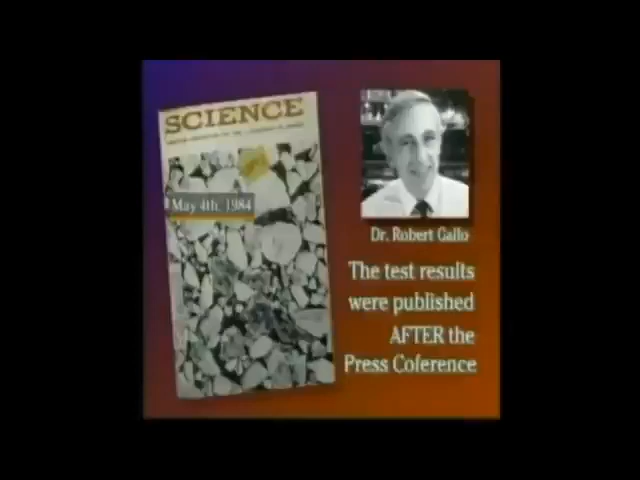 SCIENCE
May 4th, 1984
Dr. Robert Gallo
The test results
were published
AFTER the
Press Coference